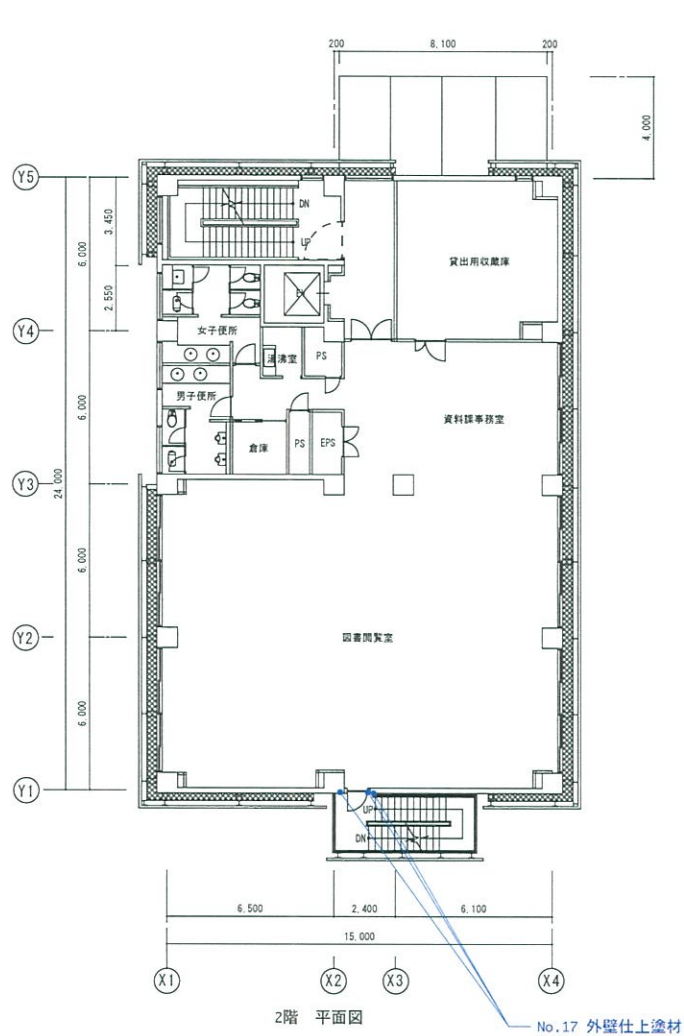 200
8,100
200
4,000
Y5
3,450
6,000
DN
UP
貸出用収蔵庫
2,550
EV
Y4
女子便所
湯沸室
PS
男子便所
資料課事務室
6,000
倉庫
PS
EPS
Y3
24,000
6,000
Y2
図書閲覧室
6,000
Y1
UP
DN
6,500
2,400
6,100
15,000
X1
X2
X3
X4
2階 平面図
No.17 外壁仕上塗材